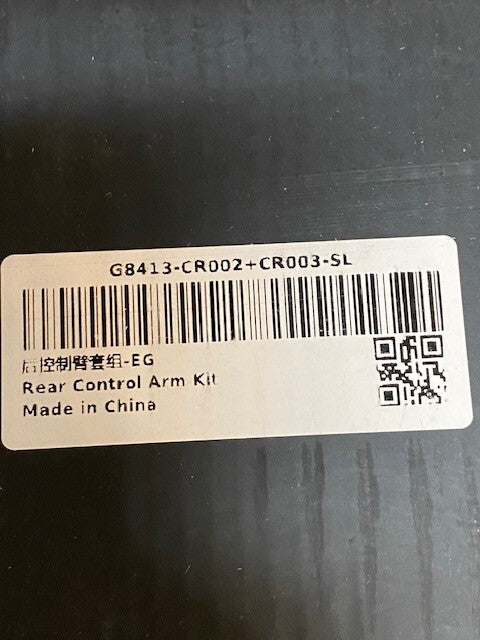 G8413-CR002+CR003-SL
后控制臂套组-EG
Rear Control Arm Kit
Made in China